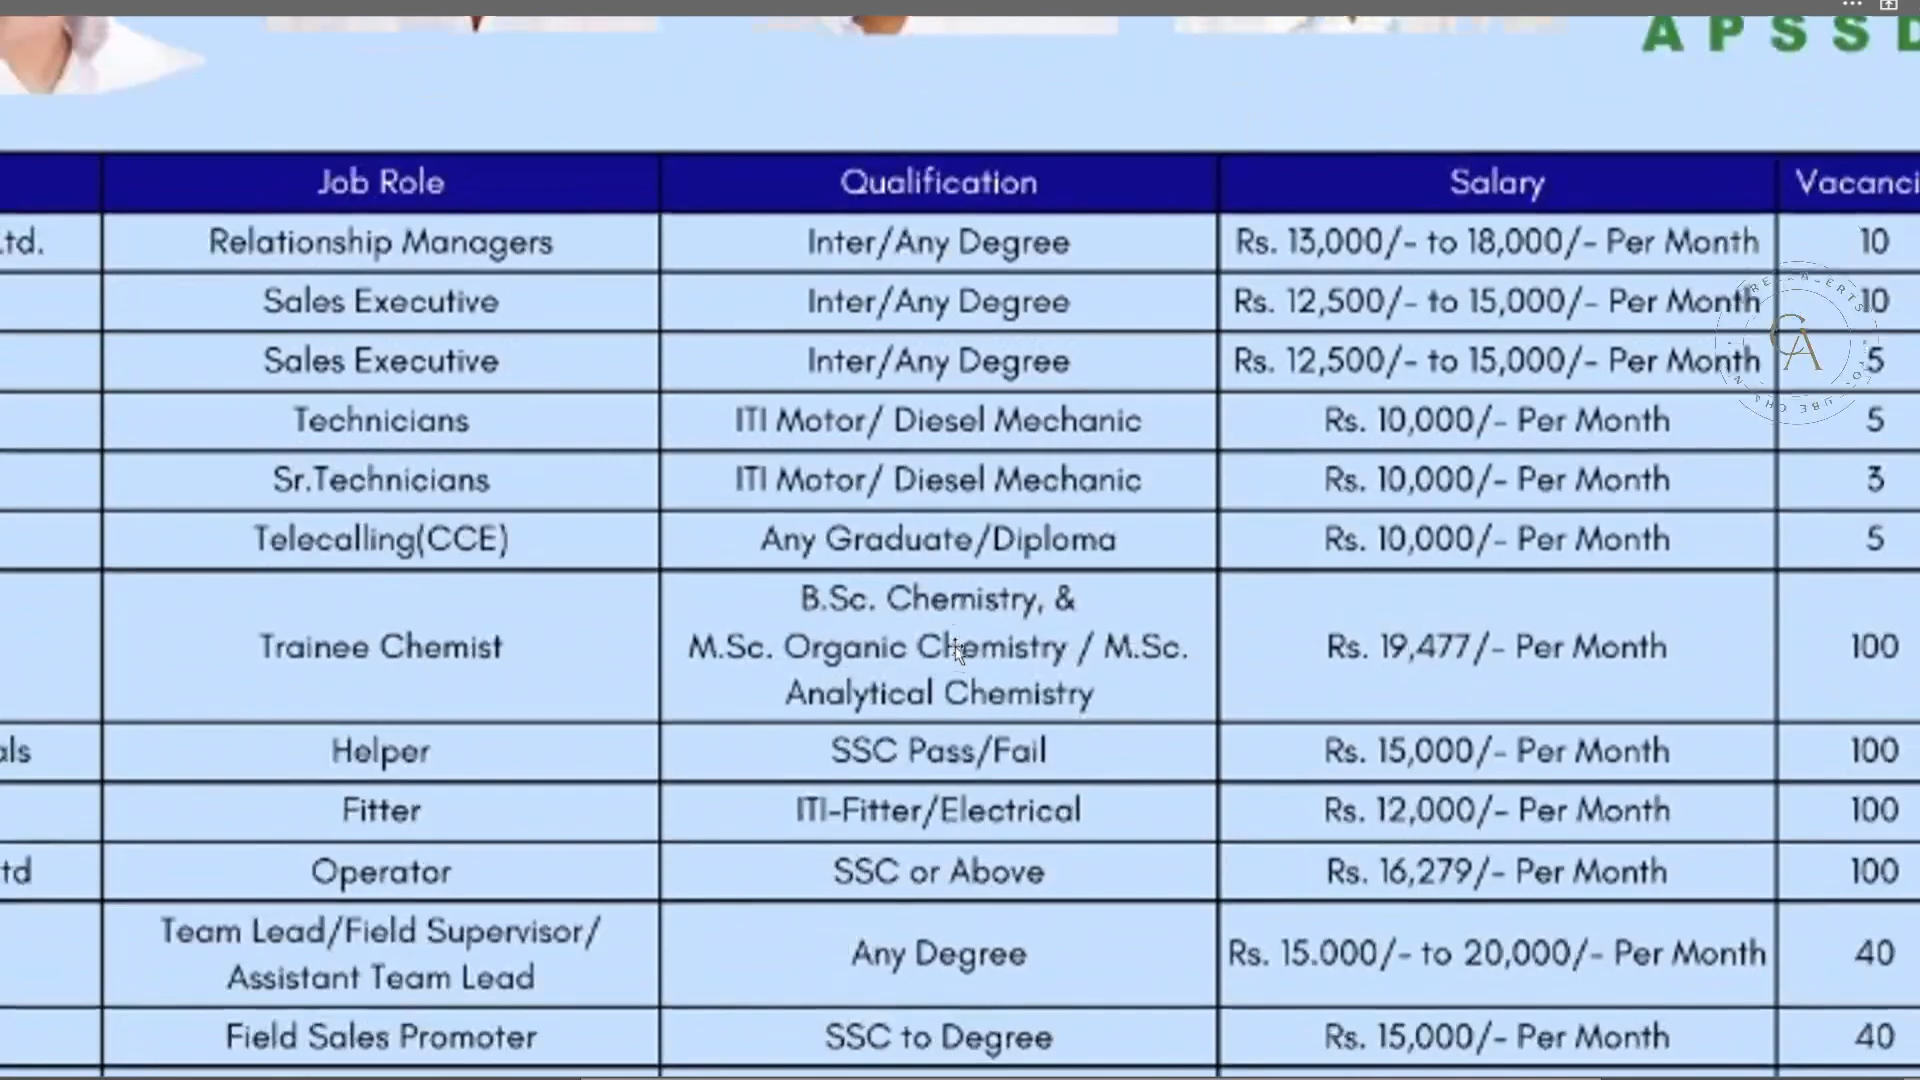 APSSD
Job Role Qualification Salary Vacanci
Ltd. Relationship Managers Inter/Any Degree Rs. 13,000/- to 18,000/- Per Month 10
Sales Executive Inter/Any Degree Rs. 12,500/- to 15,000/- Per Month 10
Sales Executive Inter/Any Degree Rs. 12,500/- to 15,000/- Per Month 5
CA
Technicians ITI Motor/ Diesel Mechanic Rs. 10,000/- Per Month 5
Sr.Technicians ITI Motor/ Diesel Mechanic Rs. 10,000/- Per Month 3
Telecalling(CCE) Any Graduate/Diploma Rs. 10,000/- Per Month 5
B.Sc. Chemistry, &
Trainee Chemist M.Sc. Organic Chemistry / M.Sc. Rs. 19,477/- Per Month 100
Analytical Chemistry
als Helper SSC Pass/Fail Rs. 15,000/- Per Month 100
Fitter ITI-Fitter/Electrical Rs. 12,000/- Per Month 100
td Operator SSC or Above Rs. 16,279/- Per Month 100
Team Lead/Field Supervisor/
Assistant Team Lead Any Degree Rs. 15.000/- to 20,000/- Per Month 40
Field Sales Promoter SSC to Degree Rs. 15,000/- Per Month 40